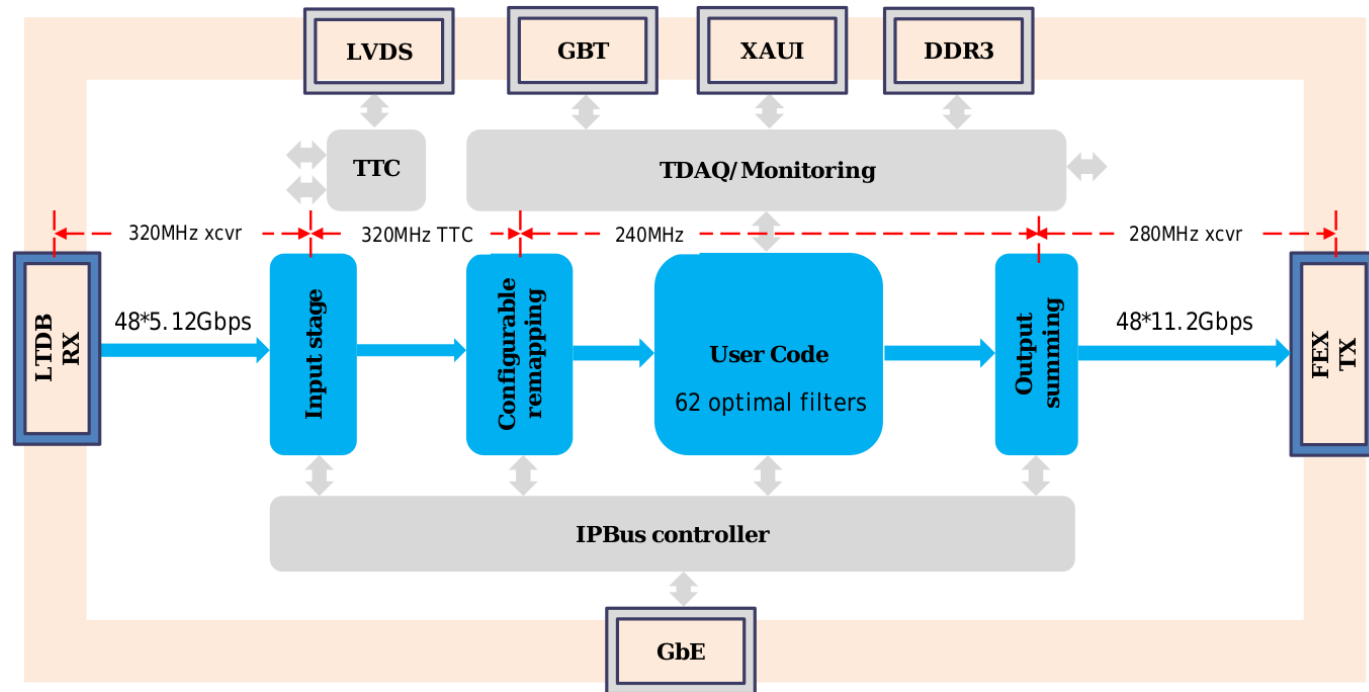 LVDS
GBT
XAUI
DDR3
TTC
TDAQ/Monitoring
320MHz xcvr
320MHz TTC
240MHz
280MHz xcvr
LTDB
RX
48*5.12Gbps
Input stage
Configurable
remapping
User Code
62 optimal filters
Output
summing
48*11.2Gbps
FEX
TX
IPBus controller
GbE